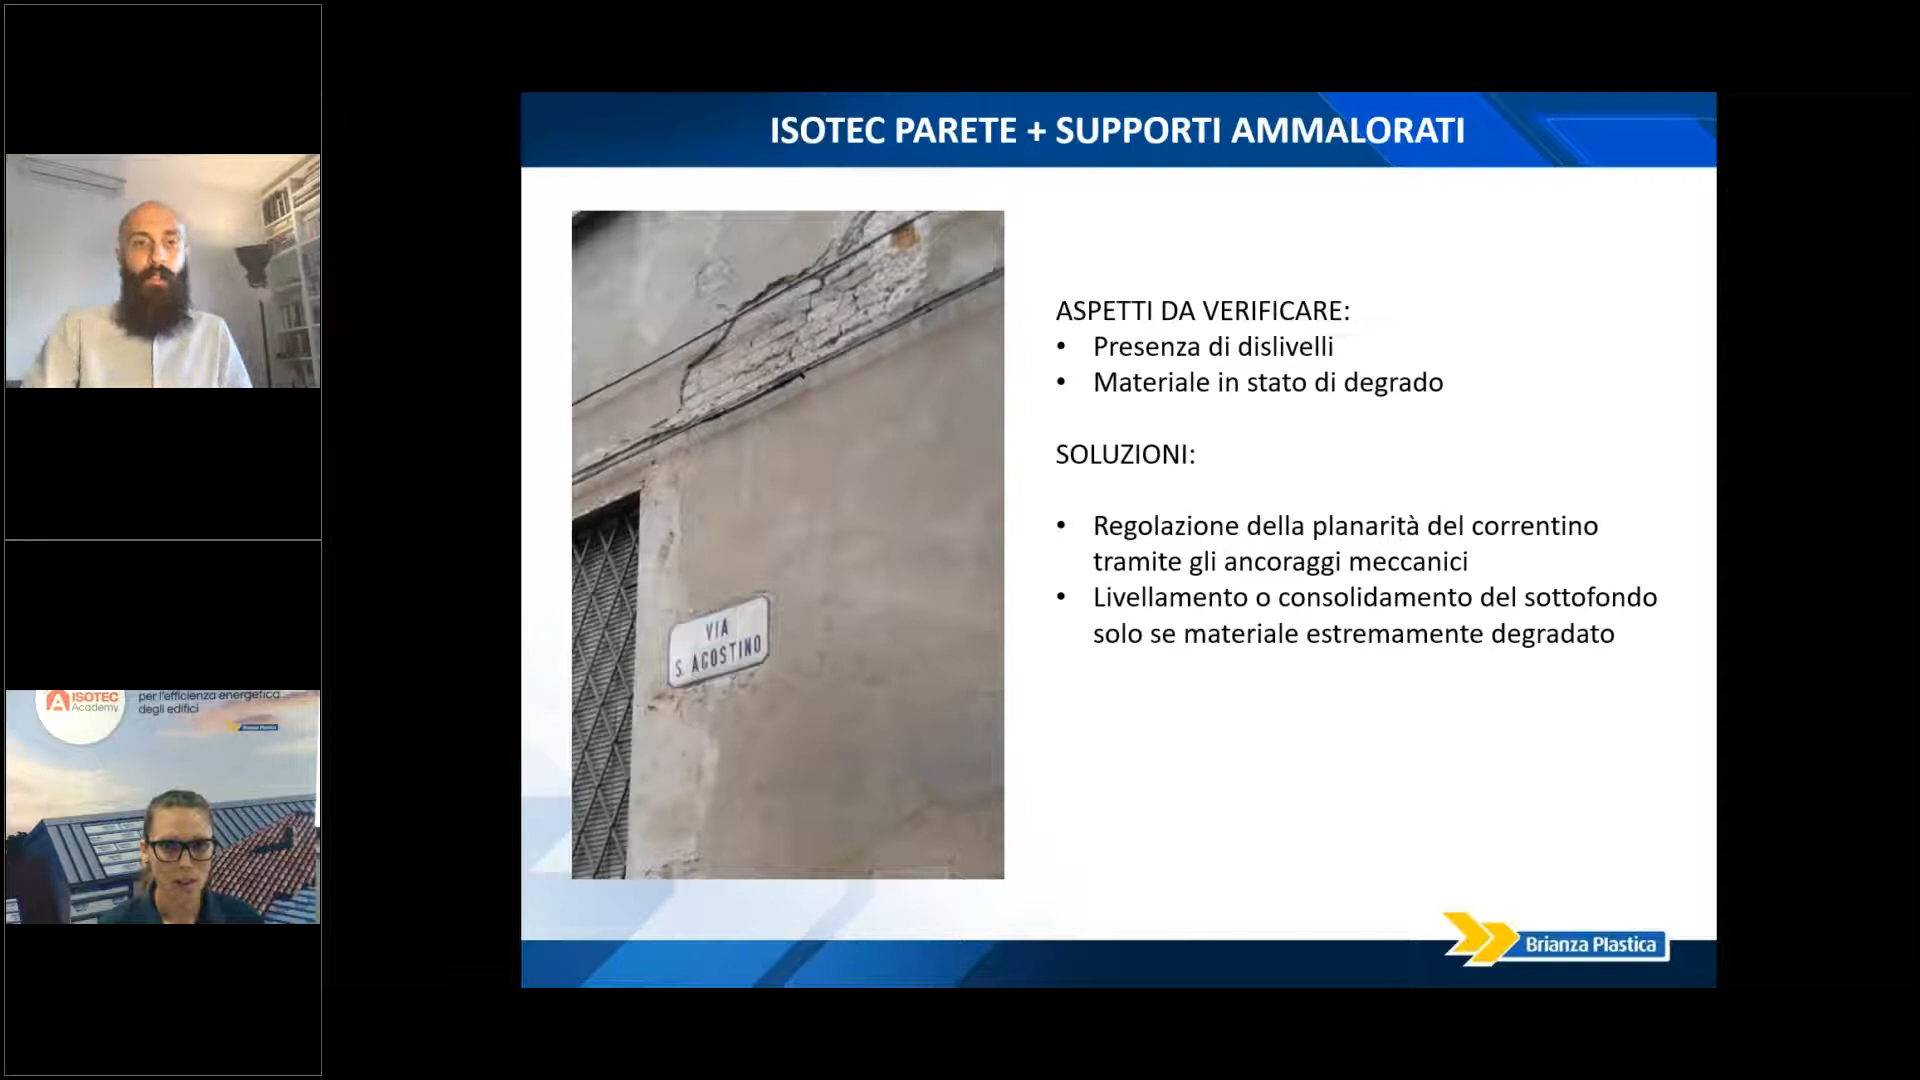 ISOTEC PARETE + SUPPORTI AMMALORATI
ASPETTI DA VERIFICARE:
• Presenza di dislivelli
• Materiale in stato di degrado
SOLUZIONI:
• Regolazione della planarità del correntino
tramite gli ancoraggi meccanici
• Livellamento o consolidamento del sottofondo
solo se materiale estremamente degradato
VIA
S. AGOSTINO
Brianza Plastica
ISOTEC
Academy
per l'efficienza energetica
degli edifici
Brianza Plastica